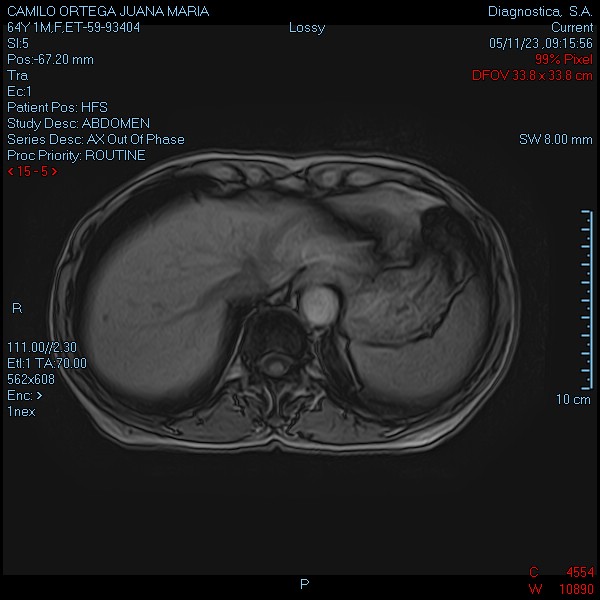 CAMILO ORTEGA JUANA MARIA
64Y 1M,F,ET-59-93404
Sl:5
Pos:-67.20 mm
Tra
Ec:1
Patient Pos: HFS
Study Desc: ABDOMEN
Series Desc: AX Out Of Phase
Proc Priority: ROUTINE
< 15 - 5 >
Lossy
Diagnostica, S.A.
Current
05/11/23 ,09:15:56
99% Pixel
DFOV 33.8 x 33.8 cm
SW 8.00 mm
R
111.00//2.30
Etl:1 TA:70.00
562x608
Enc: >
1nex
10 cm
P
C 4554
W 10890